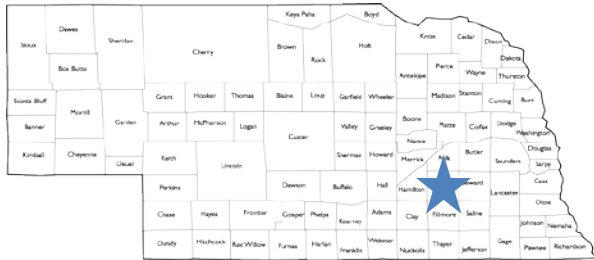 Keya Paha Boyd
Sioux Dawes Sheridan Cherry Brown Rock Holt Knox Cedar Dixon
Dakota
Box Butte Antelope Pierce Wayne Thurston
Scotts Bluff Morrill Garden Grant Hooker Thomas Blaine Loup Garfield Wheeler Madison Stanton Cuming Burt
Banner Arthur McPherson Logan Custer Valley Greeley Boone Platte Colfax Dodge Washington
Nance
Kimball Cheyenne Deuel Keith Lincoln Sherman Howard Merrick Polk Butler Saunders Douglas
Sarpy
Perkins Dawson Buffalo Hall Hamilton Seward Lancaster Cass
Otoe
Chase Hayes Frontier Gosper Phelps Kearney Adams Clay Fillmore Saline Johnson Nemaha
Dundy Hitchcock Red Willow Furnas Harlan Franklin Webster Nuckolls Thayer Jefferson Gage Pawnee Richardson